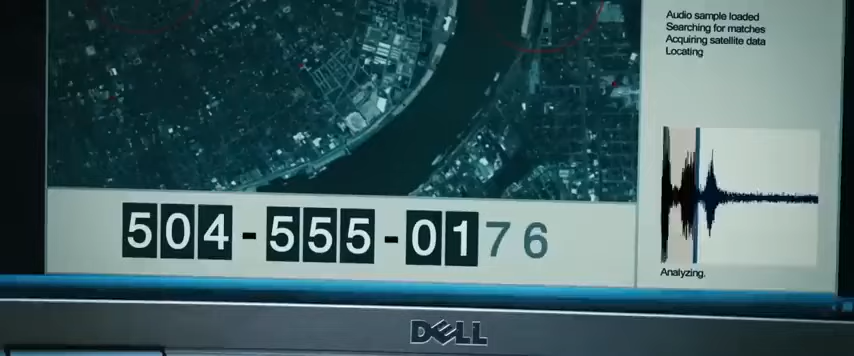 Audio sample loaded
Searching for matches
Acquiring satellite data
Locating
504-555-0176
Analyzing.
DELL